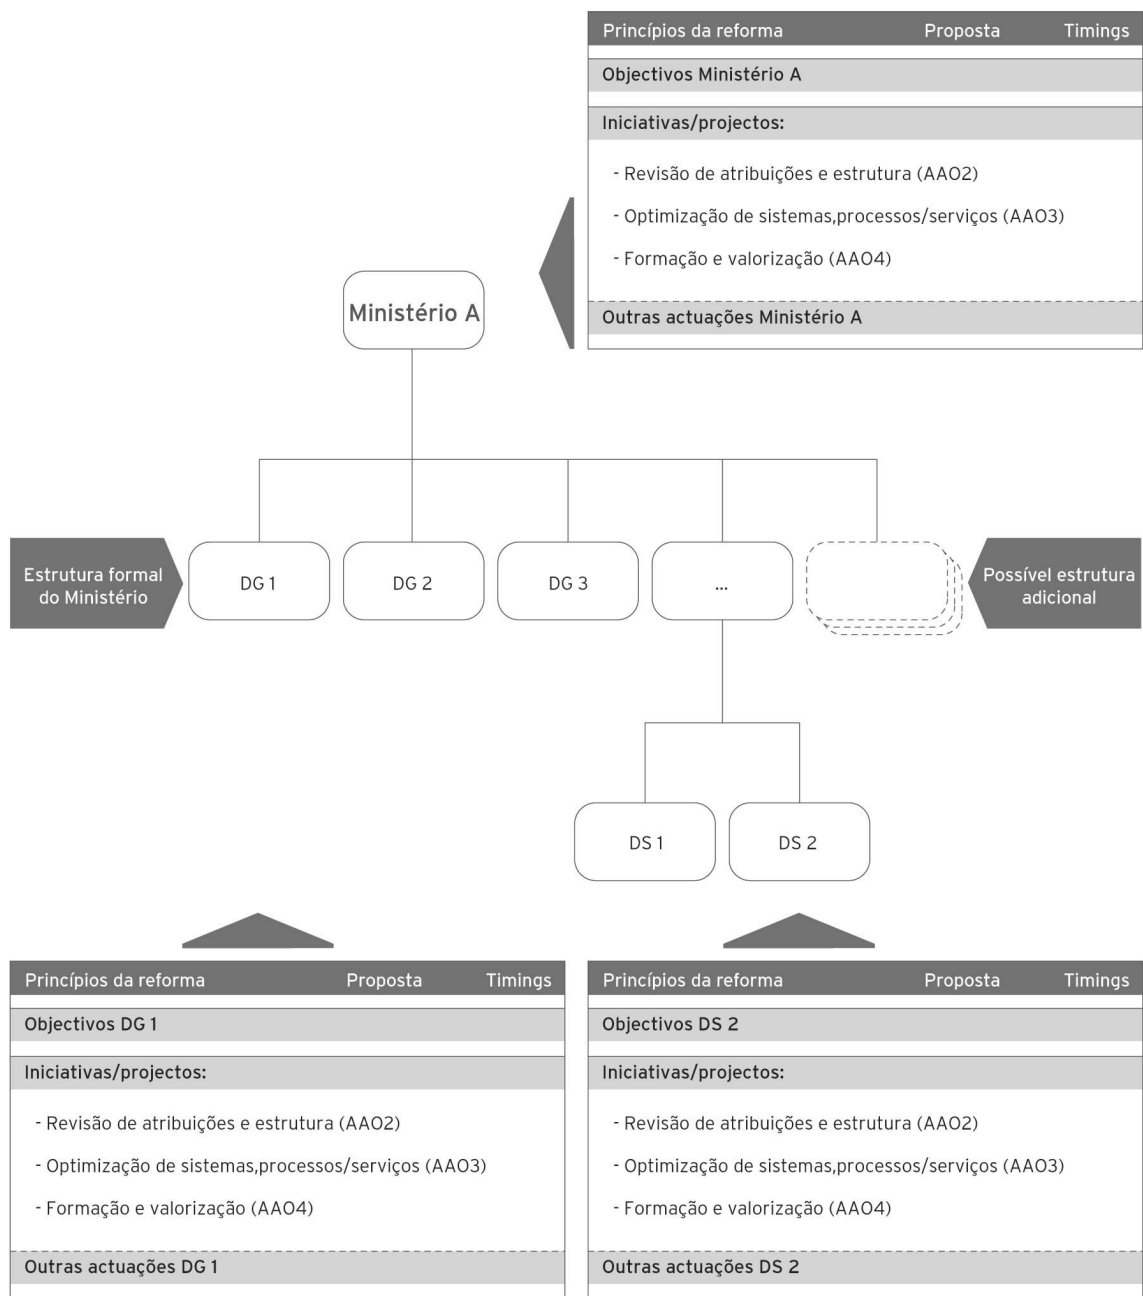 Princípios da reforma Proposta Timings
Objectivos Ministério A
Iniciativas/projectos:
- Revisão de atribuições e estrutura (AAO2)
- Optimização de sistemas,processos/serviços (AAO3)
- Formação e valorização (AAO4)
Outras actuações Ministério A
Ministério A
Estrutura formal
do Ministério
DG 1
DG 2
DG 3
...
Possível estrutura
adicional
DS 1
DS 2
Princípios da reforma Proposta Timings
Objectivos DG 1
Iniciativas/projectos:
- Revisão de atribuições e estrutura (AAO2)
- Optimização de sistemas,processos/serviços (AAO3)
- Formação e valorização (AAO4)
Outras actuações DG 1
Princípios da reforma Proposta Timings
Objectivos DS 2
Iniciativas/projectos:
- Revisão de atribuições e estrutura (AAO2)
- Optimização de sistemas,processos/serviços (AAO3)
- Formação e valorização (AAO4)
Outras actuações DS 2